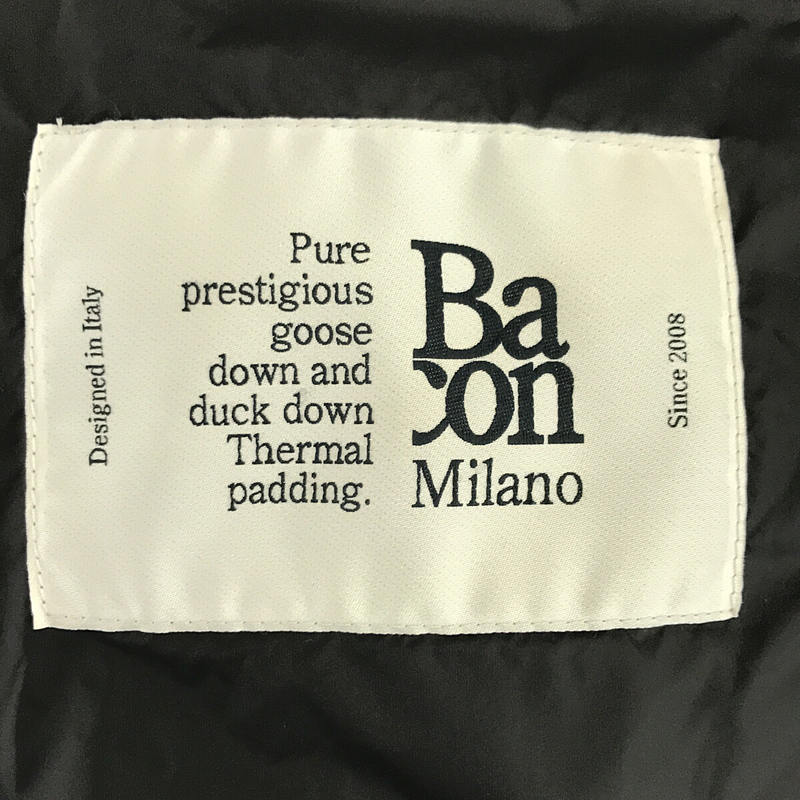 Designed in Italy
Pure
prestigious
goose
down and
duck down
Thermal
padding.
Ba
con
Milano
Since 2008